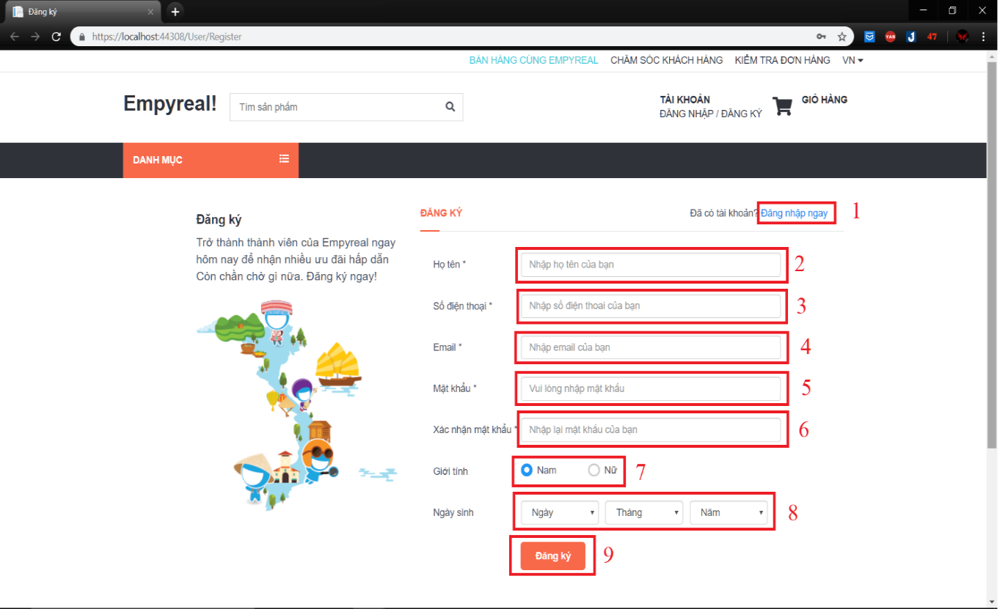 Đăng ký
https://localhost:44308/User/Register
YAB
47
BÁN HÀNG CÙNG EMPYREAL CHĂM SÓC KHÁCH HÀNG KIỂM TRA ĐƠN HÀNG VN
Empyreal!
Tìm sản phẩm
TÀI KHOẢN
ĐĂNG NHẬP / ĐĂNG KÝ
GIỎ HÀNG
DANH MỤC
Đăng ký
Trở thành thành viên của Empyreal ngay
hôm nay để nhận nhiều ưu đãi hấp dẫn
Còn chần chờ gì nữa. Đăng ký ngay!
ĐĂNG KÝ
Đã có tài khoản? Đăng nhập ngay 1
Họ tên * Nhập họ tên của bạn 2
Số điện thoại * Nhập số điện thoai của bạn 3
Email * Nhập email của bạn 4
Mật khẩu * Vui lòng nhập mật khẩu 5
Xác nhận mật khẩu * Nhập lại mật khẩu của bạn 6
Giới tính Nam Nữ 7
Ngày sinh Ngày Tháng Năm 8
Đăng ký 9